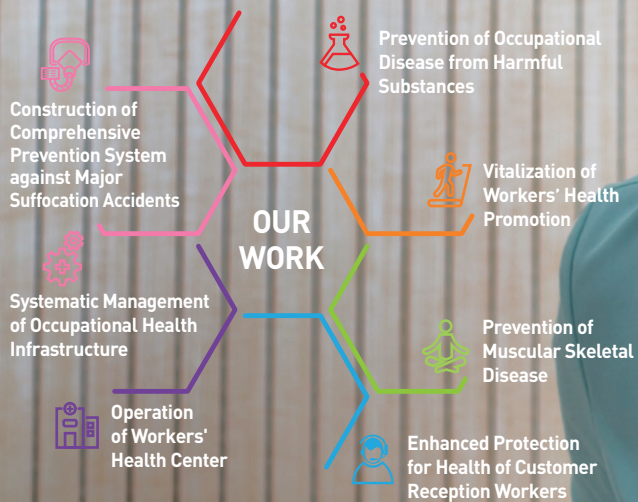 Prevention of Occupational
Disease from Harmful
Substances
Construction of
Comprehensive
Prevention System
against Major
Suffocation Accidents
Vitalization of
Workers' Health
Promotion
OUR
WORK
Systematic Management
of Occupational Health
Infrastructure
Prevention of
Muscular Skeletal
Disease
Operation
of Workers'
Health Center
Enhanced Protection
for Health of Customer
Reception Workers